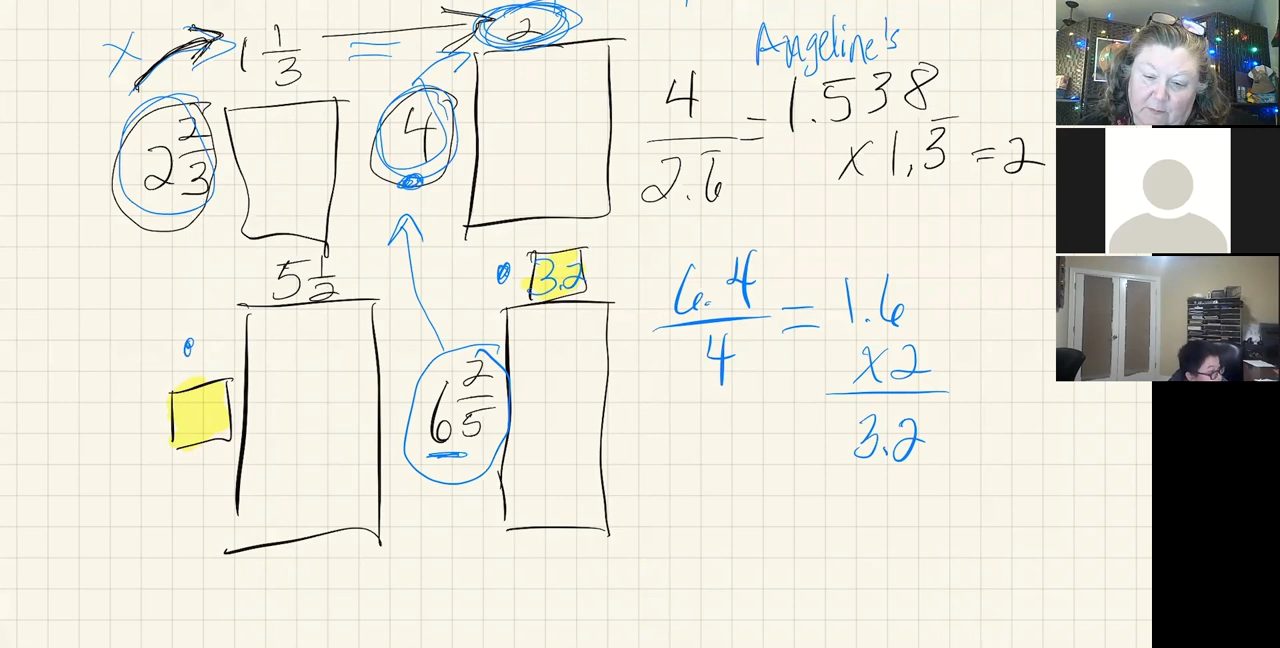 x 1 1/3 = 2
2 2/3
4
Angeline's
4/2.6 = 1.538
x 1.3̅ = 2
5 1/2
3.2
6 2/5
6.4/4 = 1.6
x 2
3.2